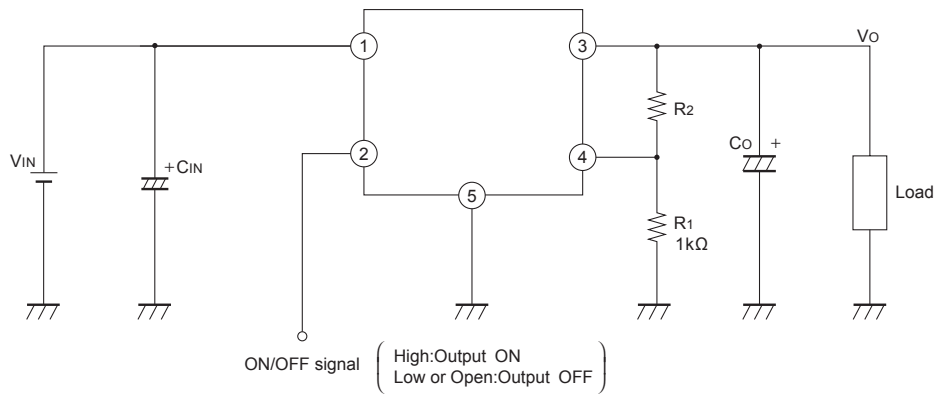 1
3
VO
R2
VIN
+
CIN
2
4
CO
+
5
R1
1kΩ
Load
ON/OFF signal
High:Output ON
Low or Open:Output OFF